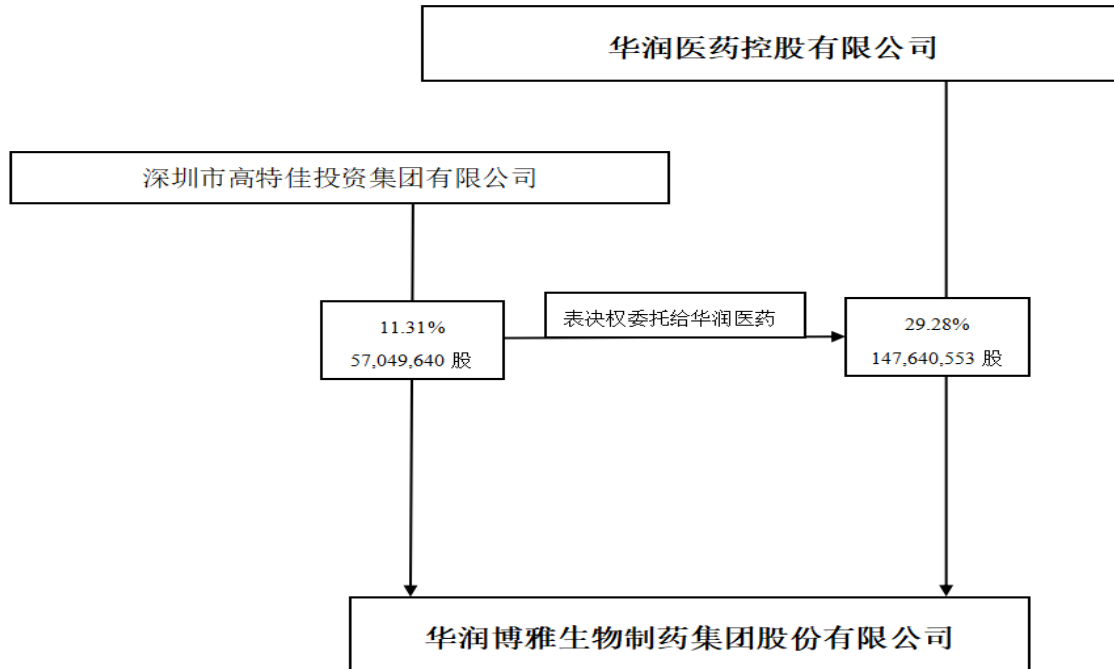 华润医药控股有限公司
深圳市高特佳投资集团有限公司
11.31%
57,049,640 股
表决权委托给华润医药
29.28%
147,640,553 股
华润博雅生物制药集团股份有限公司